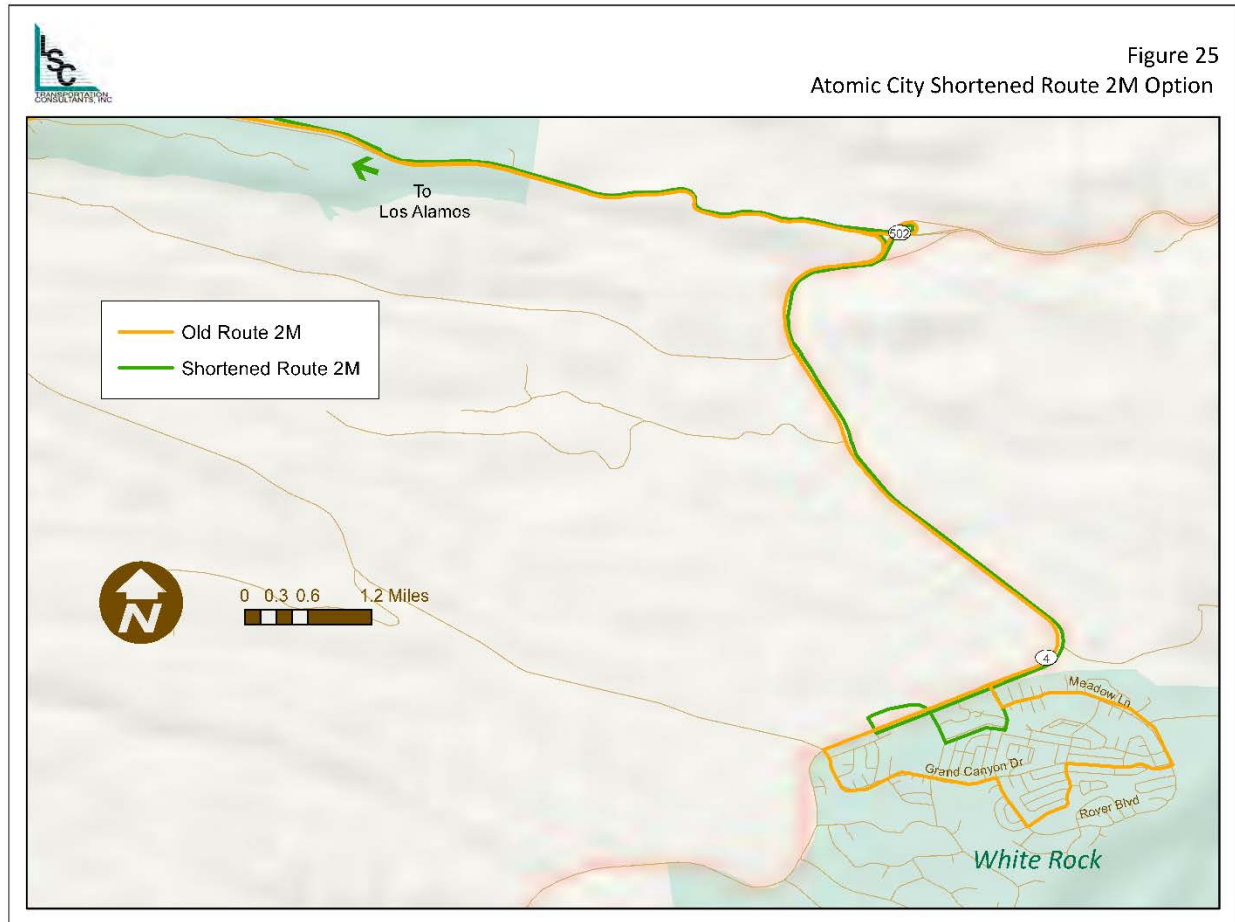 LSC
TRANSPORTATION
CONSULTANTS, INC
Figure 25
Atomic City Shortened Route 2M Option
To
Los Alamos
502
Old Route 2M
Shortened Route 2M
N
0 0.3 0.6 1.2 Miles
4
Meadow Ln
Grand Canyon Dr
Rover Blvd
White Rock